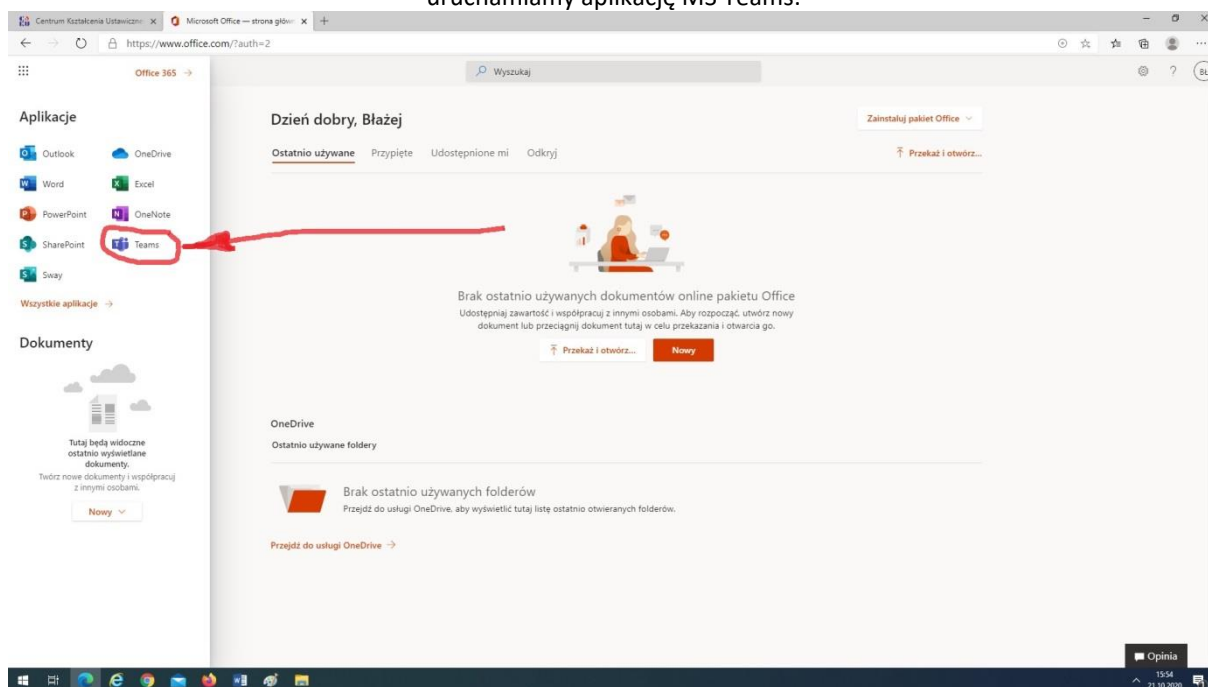 uruchamiamy aplikację MS Teams.
Centrum Kształcenia Ustawiczne
Microsoft Office — strona główn
https://www.office.com/?auth=2
Office 365 →
Wyszukaj
BŁ
Aplikacje
Outlook
OneDrive
Word
Excel
PowerPoint
OneNote
SharePoint
Teams
Sway
Wszystkie aplikacje →
Dokumenty
Tutaj będą widoczne
ostatnio wyświetlane
dokumenty.
Twórz nowe dokumenty i współpracuj
z innymi osobami.
Nowy
Dzień dobry, Błażej
Zainstaluj pakiet Office
Ostatnio używane Przypięte Udostępnione mi Odkryj
Przekaż i otwórz...
Brak ostatnio używanych dokumentów online pakietu Office
Udostępniaj zawartość i współpracuj z innymi osobami. Aby rozpocząć, utwórz nowy
dokument lub przeciągnij dokument tutaj w celu przekazania i otwarcia go.
Przekaż i otwórz...
Nowy
OneDrive
Ostatnio używane foldery
Brak ostatnio używanych folderów
Przejdź do usługi OneDrive, aby wyświetlić tutaj listę ostatnio otwieranych folderów.
Przejdź do usługi OneDrive →
Opinia
15:54
21.10.2020